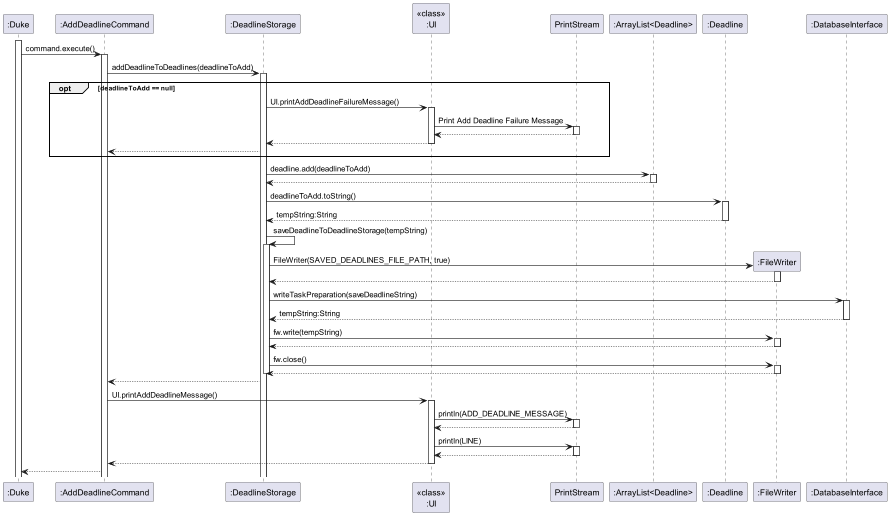 «class»
:Duke :AddDeadlineCommand :DeadlineStorage :UI PrintStream :ArrayList<Deadline> :Deadline :DatabaseInterface
command.execute()
addDeadlineToDeadlines(deadlineToAdd)
opt [deadlineToAdd == null]
UI.printAddDeadlineFailureMessage()
Print Add Deadline Failure Message
deadline.add(deadlineToAdd)
deadlineToAdd.toString()
tempString:String
saveDeadlineToDeadlineStorage(tempString)
FileWriter(SAVED_DEADLINES_FILE_PATH, true) :FileWriter
writeTaskPreparation(saveDeadlineString)
tempString:String
fw.write(tempString)
fw.close()
UI.printAddDeadlineMessage()
println(ADD_DEADLINE_MESSAGE)
println(LINE)
:Duke :AddDeadlineCommand :DeadlineStorage «class» PrintStream :ArrayList<Deadline> :Deadline :FileWriter :DatabaseInterface
:UI